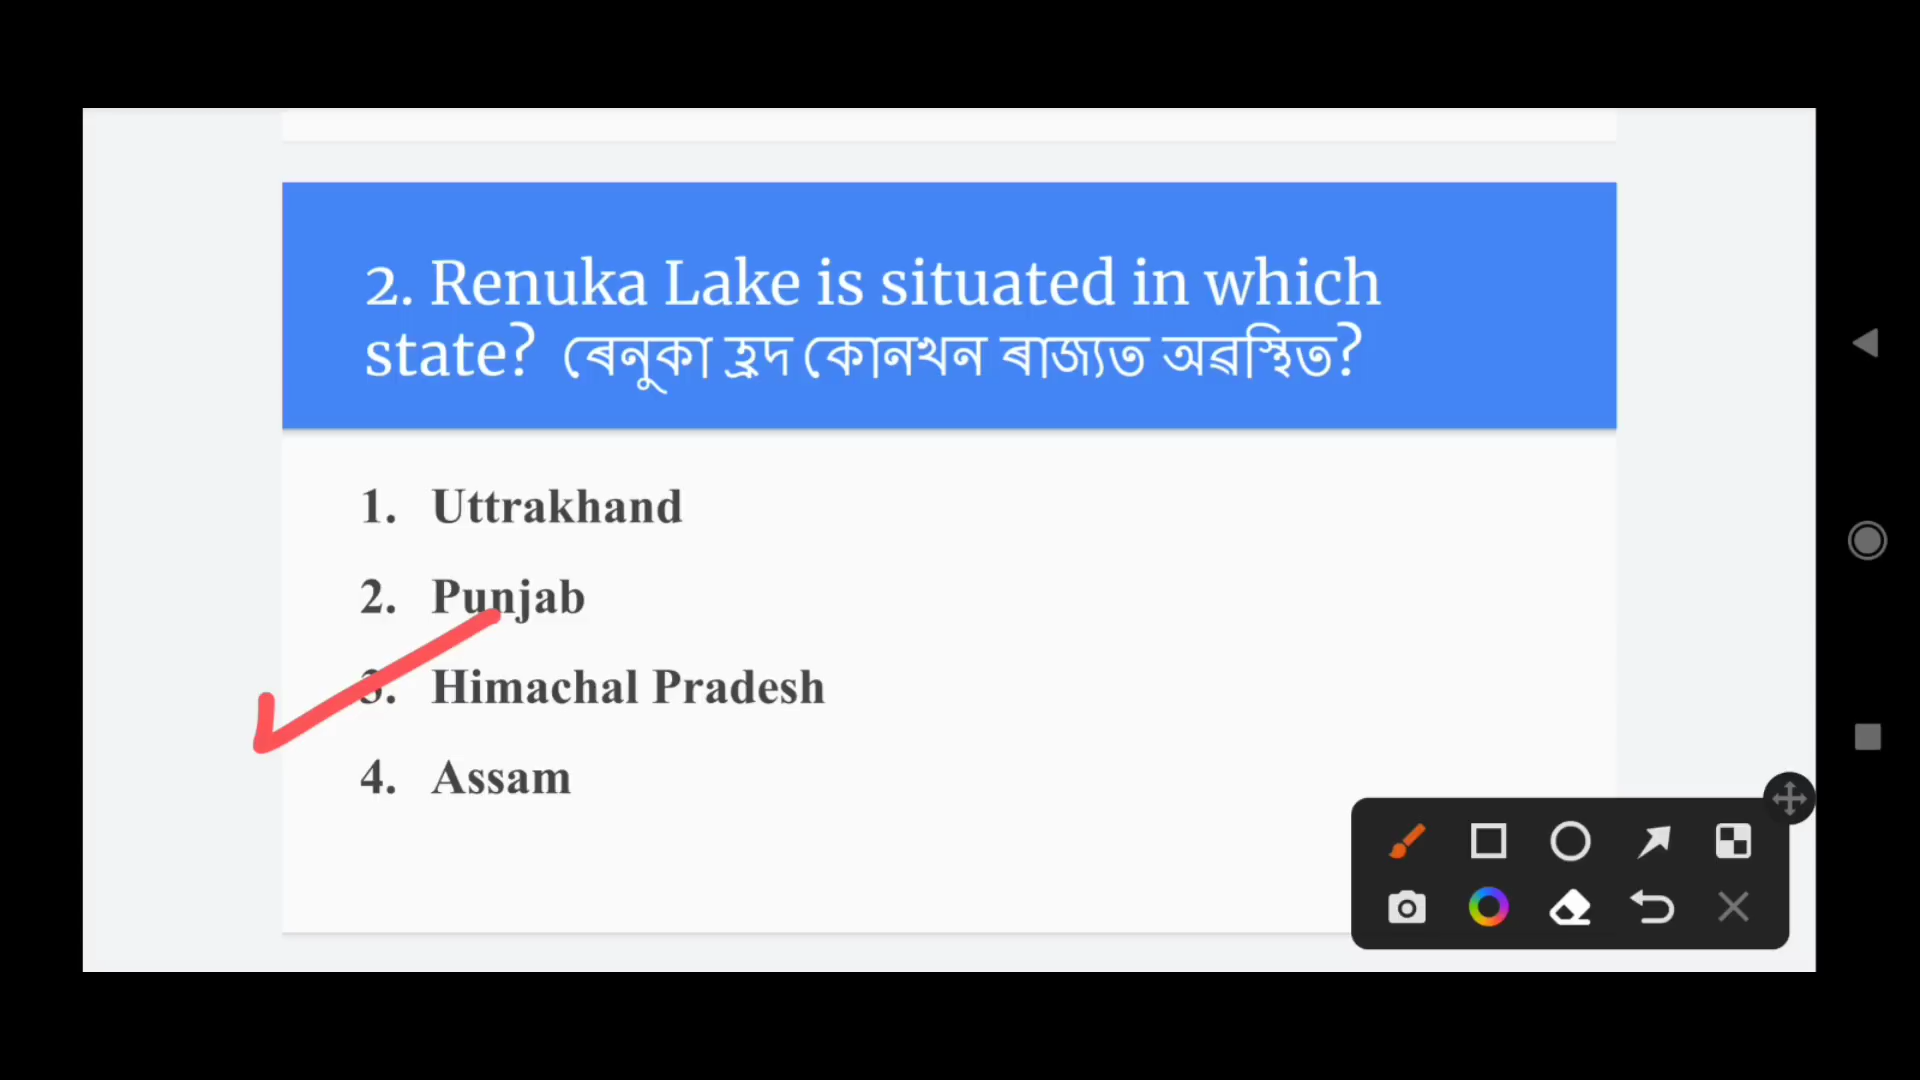 2. Renuka Lake is situated in which
state? ৰেনুকা হ্ৰদ কোনখন ৰাজ্যত অৱস্থিত?
1. Uttrakhand
2. Punjab
3. Himachal Pradesh
4. Assam